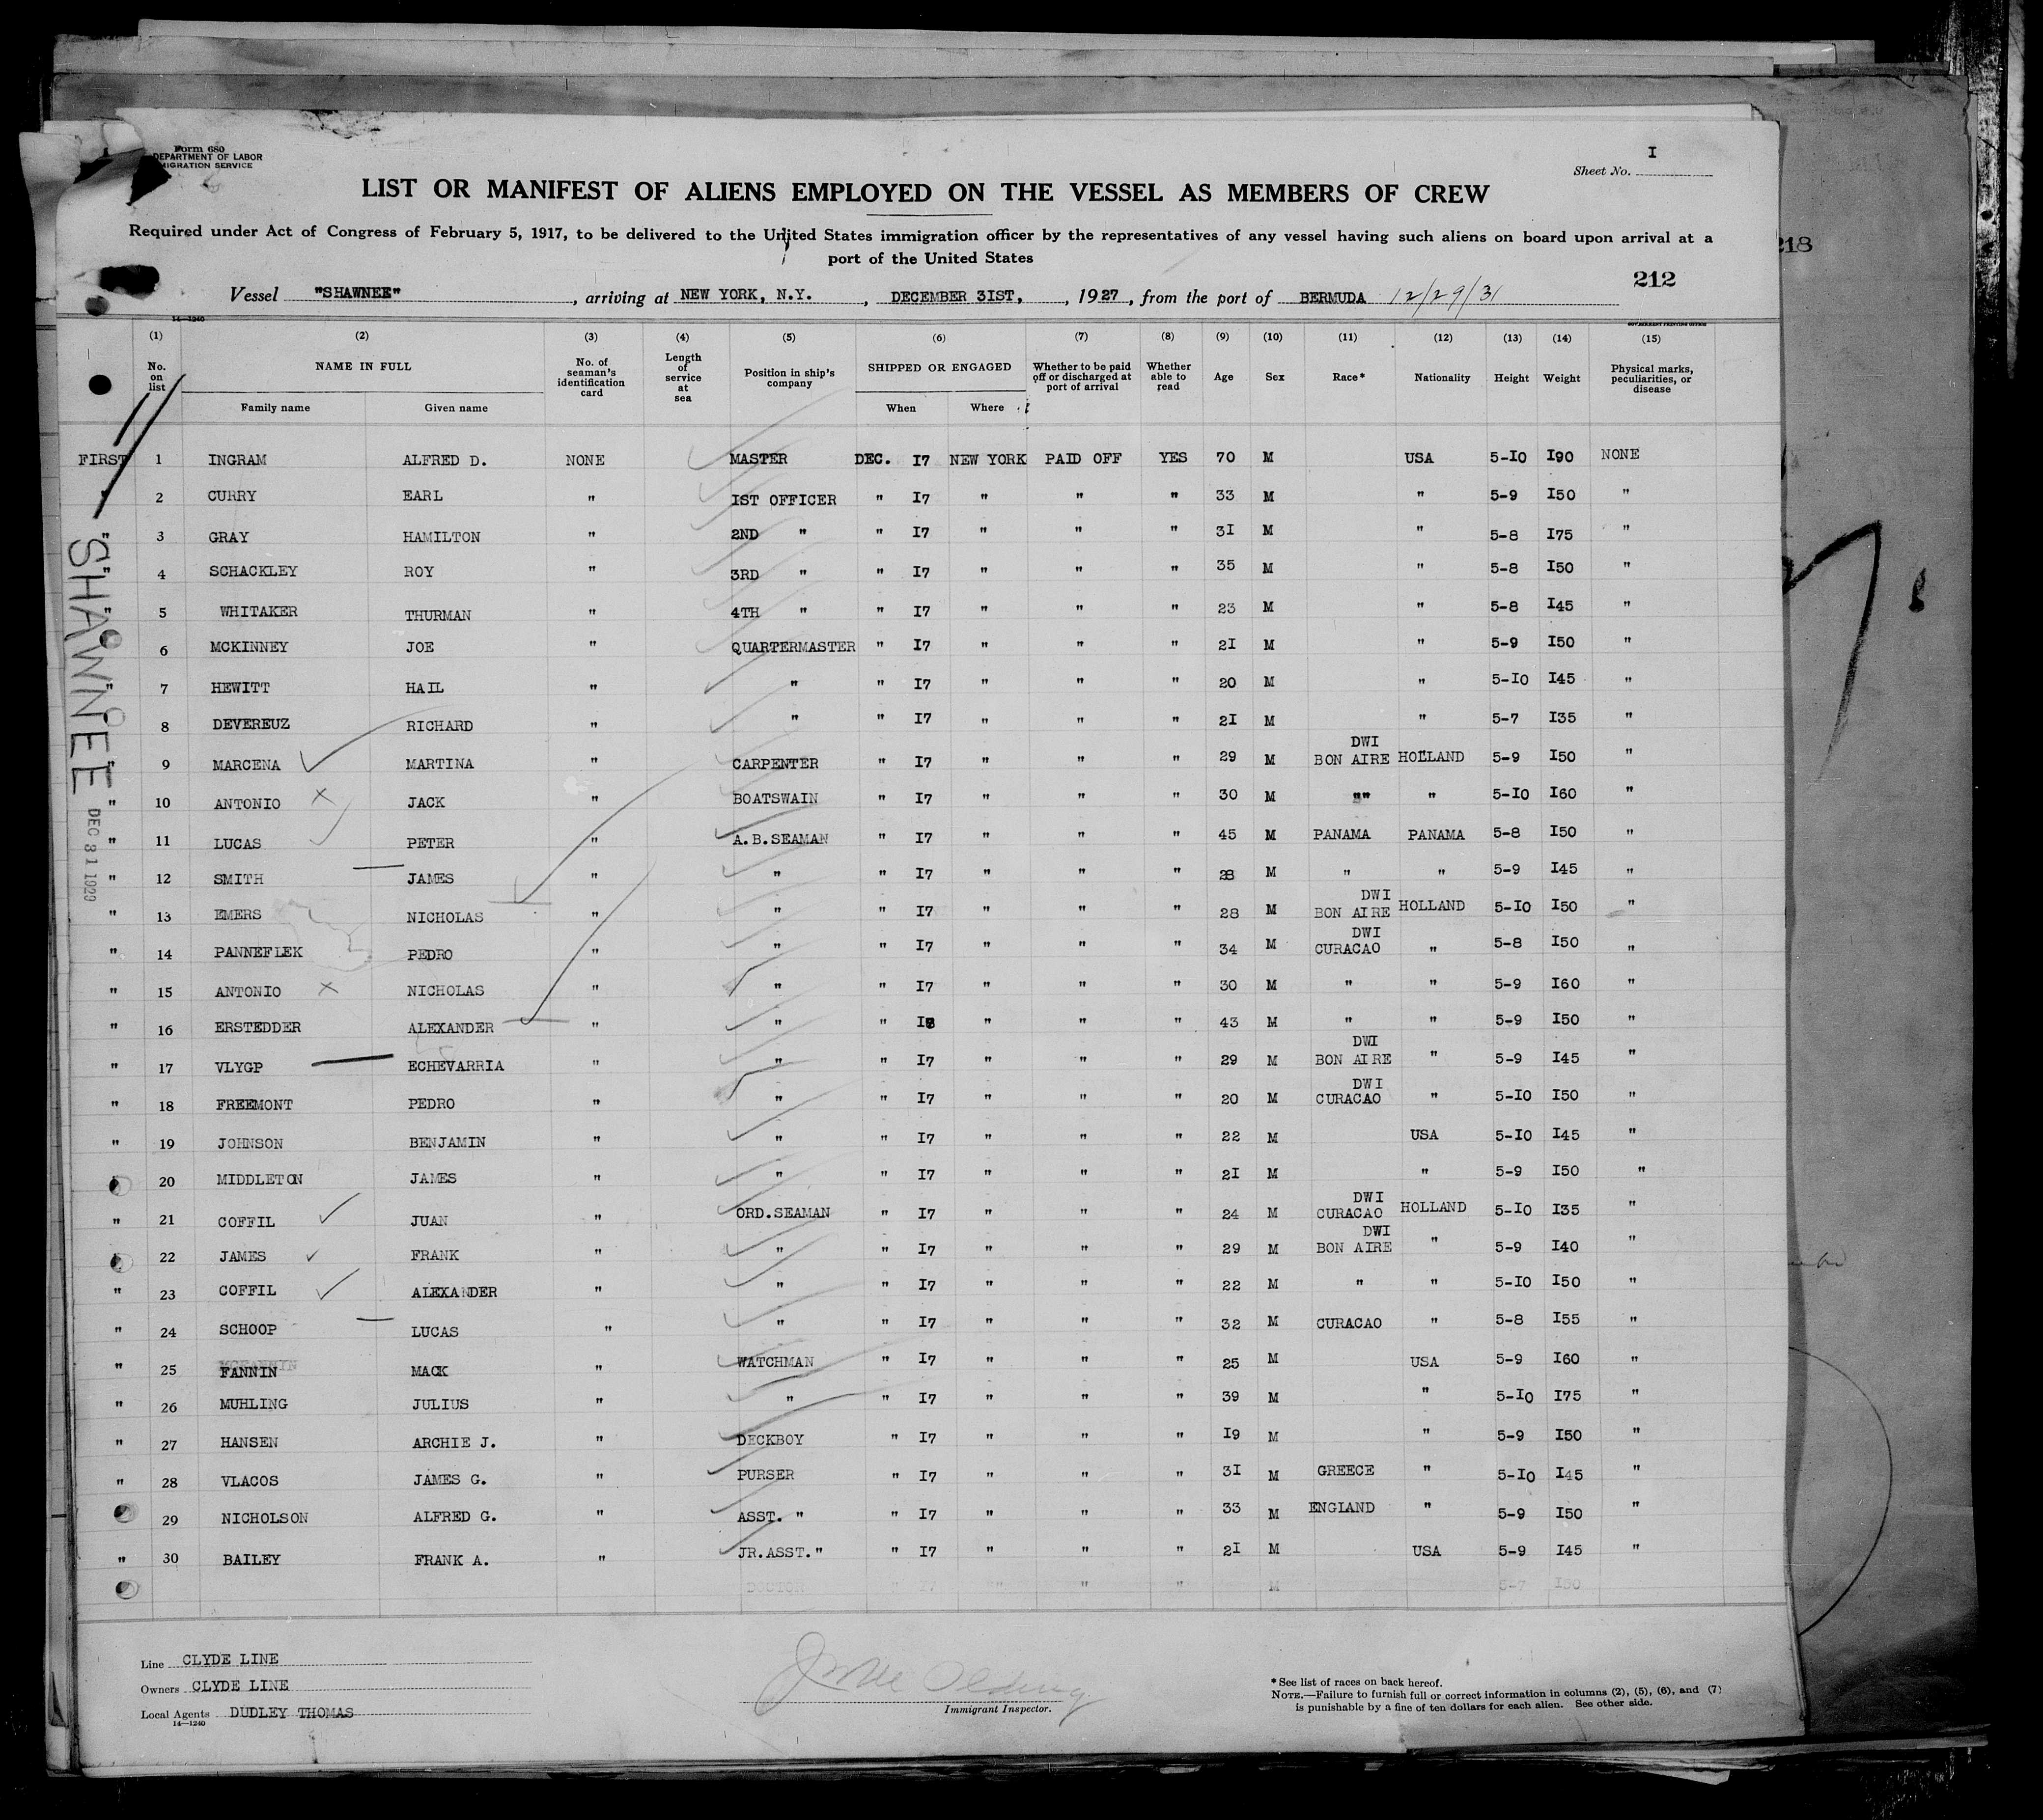 Form 680
DEPARTMENT OF LABOR
MIGRATION SERVICE
I
Sheet No.
LIST OR MANIFEST OF ALIENS EMPLOYED ON THE VESSEL AS MEMBERS OF CREW
Required under Act of Congress of February 5, 1917, to be delivered to the United States immigration officer by the representatives of any vessel having such aliens on board upon arrival at a
port of the United States
218
212
Vessel "SHAWNEE", arriving at NEW YORK, N.Y., DECEMBER 3IST, , 1927, from the port of BERMUDA 12/29/31
14—1240
GOVERNMENT PRINTING OFFICE
(1) (2) (3) (4) (5) (6) (7) (8) (9) (10) (11) (12) (13) (14) (15)
No. on list NAME IN FULL No. of seaman's identification card Length of service at sea Position in ship's company SHIPPED OR ENGAGED Whether to be paid off or discharged at port of arrival Whether able to read Age Sex Race* Nationality Height Weight Physical marks, peculiarities, or disease
Family name Given name When Where
FIRST 1 INGRAM ALFRED D. NONE MASTER DEC. I7 NEW YORK PAID OFF YES 70 M USA 5-I0 I90 NONE
" 2 CURRY EARL " IST OFFICER " I7 " " " 33 M " 5-9 I50 "
" 3 GRAY HAMILTON " 2ND " " I7 " " " 3I M " 5-8 I75 "
" 4 SCHACKLEY ROY " 3RD " " I7 " " " 35 M " 5-8 I50 "
" 5 WHITAKER THURMAN " 4TH " " I7 " " " 23 M " 5-8 I45 "
" 6 MCKINNEY JOE " QUARTERMASTER " I7 " " " 2I M " 5-9 I50 "
" 7 HEWITT HAIL " " " I7 " " " 20 M " 5-I0 I45 "
" 8 DEVEREUZ RICHARD " " " I7 " " " 2I M " 5-7 I35 "
" 9 MARCENA MARTINA " CARPENTER " I7 " " " 29 M DWI BON AIRE HOLLAND 5-9 I50 "
" 10 ANTONIO JACK " BOATSWAIN " I7 " " " 30 M "" " 5-I0 I60 "
" 11 LUCAS PETER " A.B.SEAMAN " I7 " " " 45 M PANAMA PANAMA 5-8 I50 "
" 12 SMITH JAMES " " " I7 " " " 28 M " " 5-9 I45 "
" 13 EMERS NICHOLAS " " " I7 " " " 28 M DWI BON AIRE HOLLAND 5-I0 I50 "
" 14 PANNEFLEK PEDRO " " " I7 " " " 34 M DWI CURACAO " 5-8 I50 "
" 15 ANTONIO NICHOLAS " " " I7 " " " 30 M " " 5-9 I60 "
" 16 ERSTEDDER ALEXANDER " " " I8 " " " 43 M " " 5-9 I50 "
" 17 VLYGP ECHEVARRIA " " " I7 " " " 29 M DWI BON AIRE " 5-9 I45 "
" 18 FREEMONT PEDRO " " " I7 " " " 20 M DWI CURACAO " 5-I0 I50 "
" 19 JOHNSON BENJAMIN " " " I7 " " " 22 M USA 5-I0 I45 "
20 MIDDLETON JAMES " " " I7 " " " 2I M " 5-9 I50 "
" 21 COFFIL JUAN " ORD.SEAMAN " I7 " " " 24 M DWI CURACAO HOLLAND 5-I0 I35 "
22 JAMES FRANK " " " I7 " " " 29 M DWI BON AIRE " 5-9 I40 "
" 23 COFFIL ALEXANDER " " " I7 " " " 22 M " " 5-I0 I50 "
" 24 SCHOOP LUCAS " " " I7 " " " 32 M CURACAO " 5-8 I55 "
" 25 FANNIN MACK " WATCHMAN " I7 " " " 25 M USA 5-9 I60 "
" 26 MUHLING JULIUS " " " I7 " " " 39 M " 5-I0 I75 "
" 27 HANSEN ARCHIE J. " DECKBOY " I7 " " " I9 M " 5-9 I50 "
" 28 VLACOS JAMES G. " PURSER " I7 " " " 3I M GREECE " 5-I0 I45 "
29 NICHOLSON ALFRED G. " ASST. " " I7 " " " 33 M ENGLAND " 5-9 I50 "
" 30 BAILEY FRANK A. " JR.ASST." " I7 " " " 2I M USA 5-9 I45 "
DOCTOR " I7 "" " " M 5-7 I30
SHAWNEE
DEC 31 1929
Line CLYDE LINE
Owners CLYDE LINE
Local Agents DUDLEY THOMAS
14—1240
Immigrant Inspector.
* See list of races on back hereof.
NOTE.—Failure to furnish full or correct information in columns (2), (5), (6), and (7)
is punishable by a fine of ten dollars for each alien. See other side.